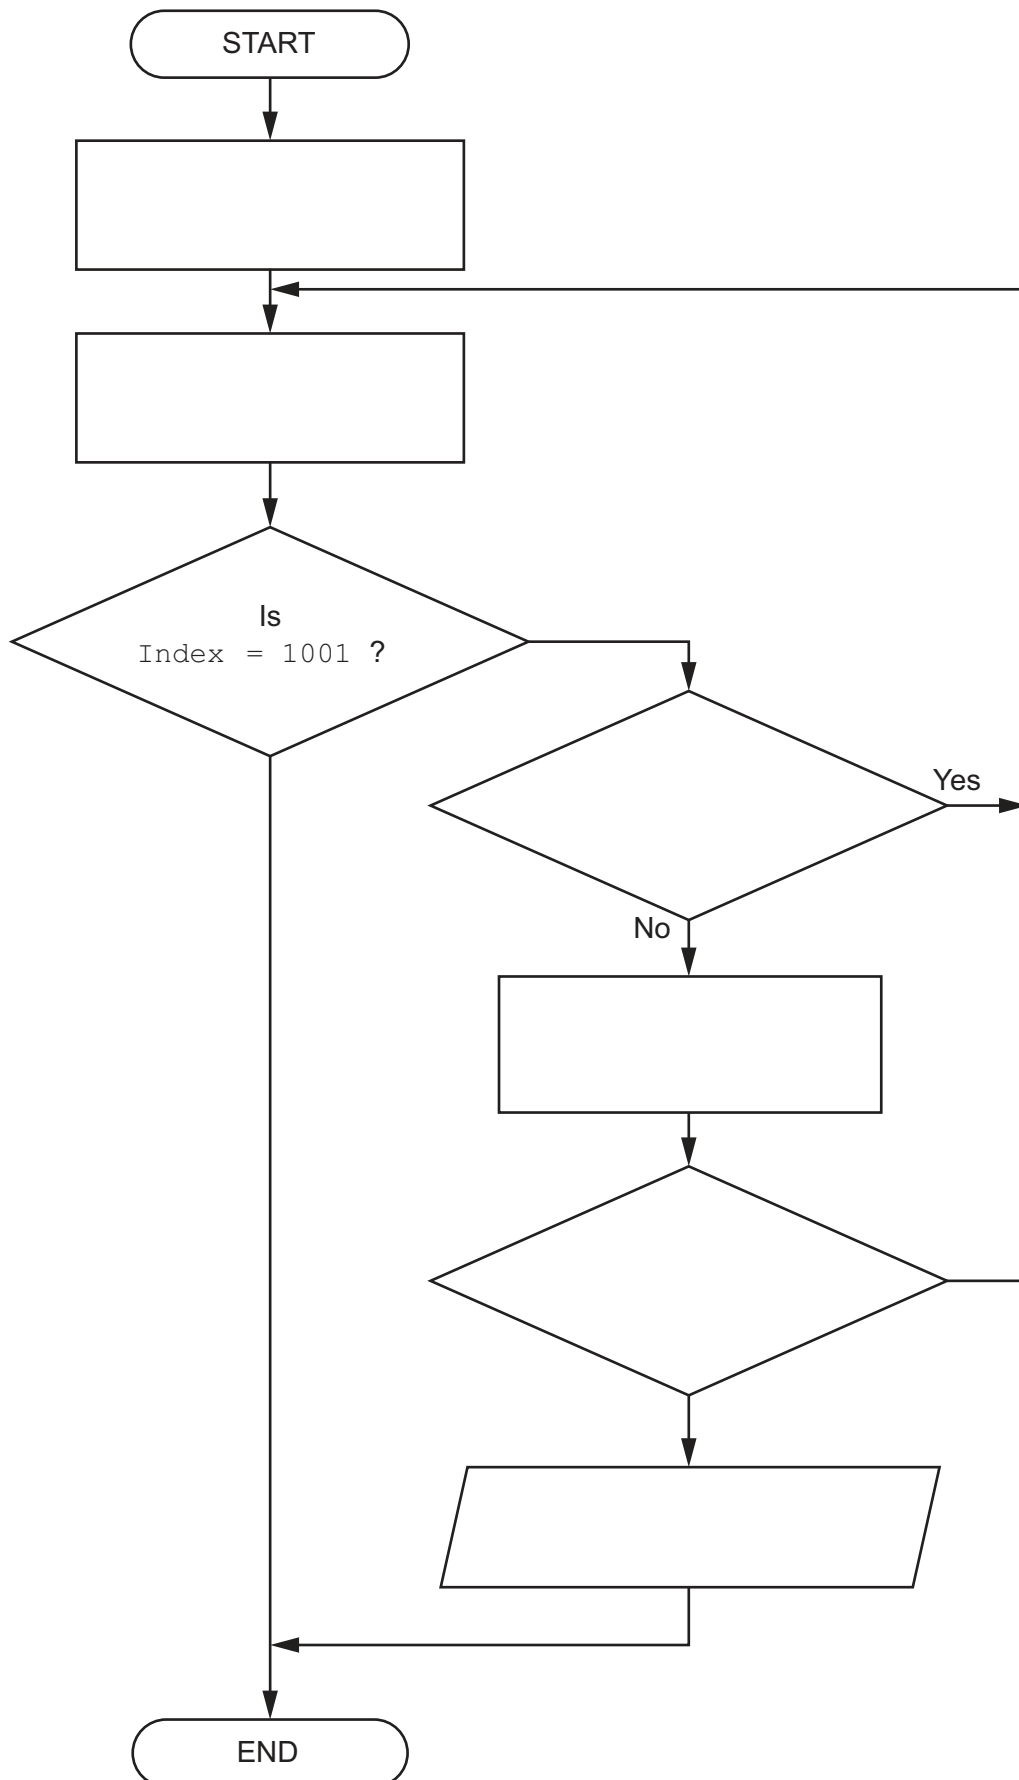 START
Is
Index = 1001 ?
Yes
No
END